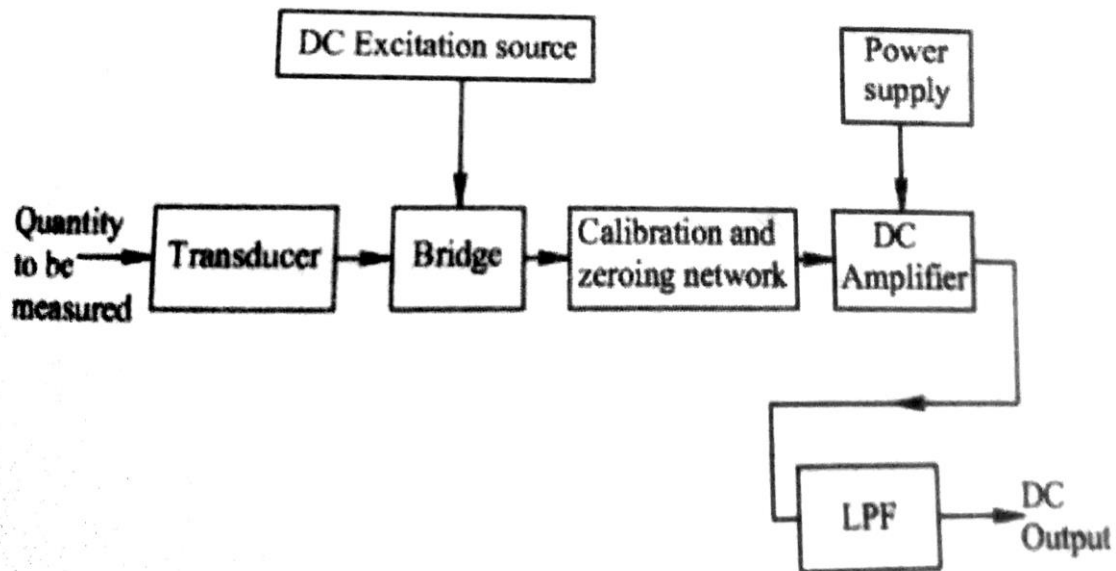 DC Excitation source
Power
supply
Quantity
to be
measured
Transducer
Bridge
Calibration and
zeroing network
DC
Amplifier
LPF
DC
Output